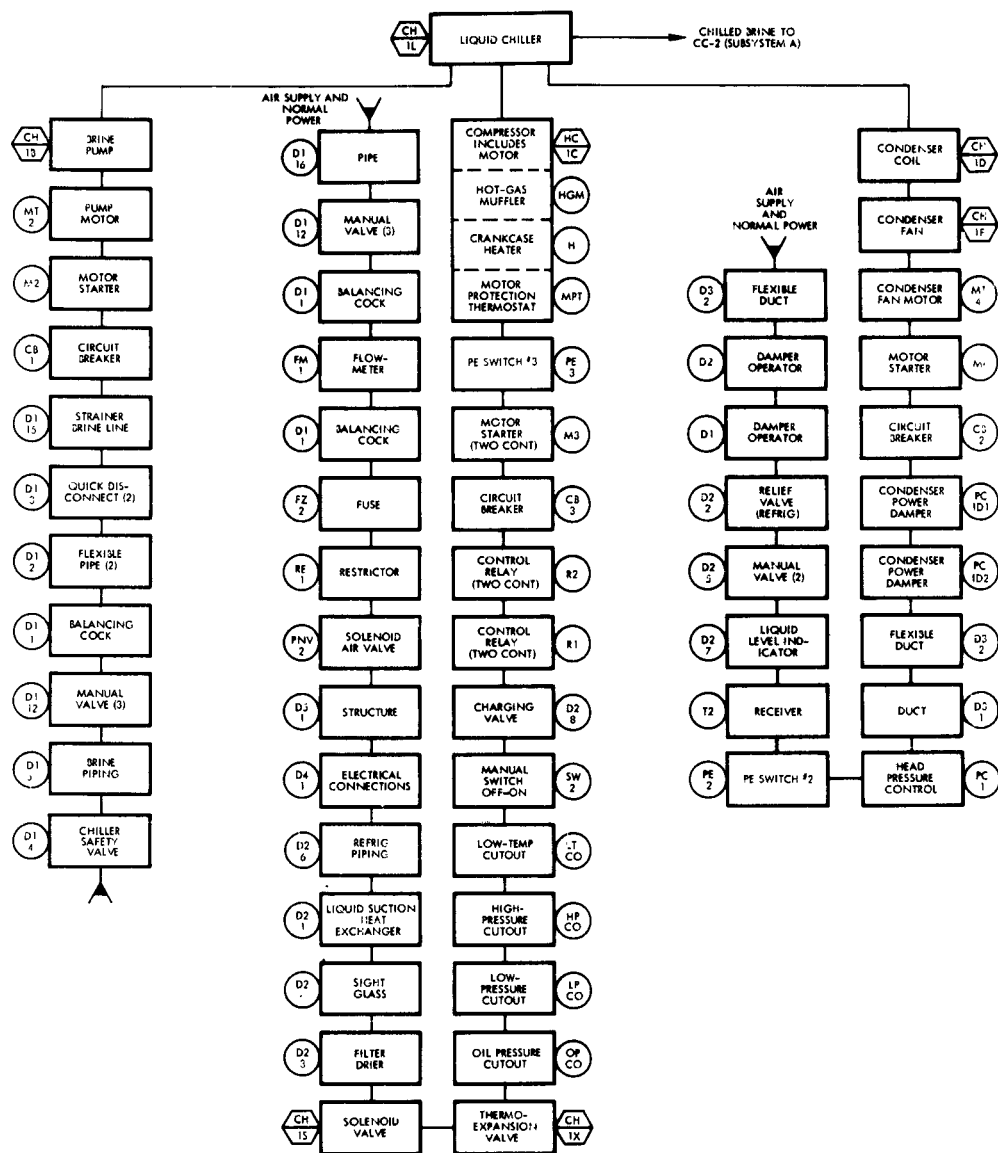 CH
1L
LIQUID CHILLER
CHILLED BRINE TO
CC-2 (SUBSYSTEM A)
CH
1B
BRINE
PUMP
MT
2
PUMP
MOTOR
M2
MOTOR
STARTER
CB
1
CIRCUIT
BREAKER
D1
15
STRAINER
BRINE LINE
D1
3
QUICK DIS-
CONNECT (2)
D1
2
FLEXIBLE
PIPE (2)
D1
1
BALANCING
COCK
D1
12
MANUAL
VALVE (3)
D1
BRINE
PIPING
D1
4
CHILLER
SAFETY
VALVE
AIR SUPPLY AND
NORMAL
POWER
D1
16
PIPE
D1
12
MANUAL
VALVE (3)
D1
1
BALANCING
COCK
FM
1
FLOW-
METER
D1
1
BALANCING
COCK
FZ
2
FUSE
RE
1
RESTRICTOR
PNV
2
SOLENOID
AIR VALVE
D3
1
STRUCTURE
D4
1
ELECTRICAL
CONNECTIONS
D2
6
REFRIG
PIPING
D2
1
LIQUID SUCTION
HEAT
EXCHANGER
D2
SIGHT
GLASS
D2
3
FILTER
DRIER
CH
1S
SOLENOID
VALVE
COMPRESSOR
INCLUDES
MOTOR
HC
1C
HOT-GAS
MUFFLER
HGM
CRANKCASE
HEATER
H
MOTOR
PROTECTION
THERMOSTAT
MPT
PE SWITCH #3
PE
3
MOTOR
STARTER
(TWO CONT)
M3
CIRCUIT
BREAKER
CB
3
CONTROL
RELAY
(TWO CONT)
R2
CONTROL
RELAY
(TWO CONT)
R1
CHARGING
VALVE
D2
8
MANUAL
SWITCH
OFF-ON
SW
2
LOW-TEMP
CUTOUT
LT
CO
HIGH-
PRESSURE
CUTOUT
HP
CO
LOW-
PRESSURE
CUTOUT
LP
CO
OIL PRESSURE
CUTOUT
OP
CO
THERMO-
EXPANSION
VALVE
CH
1X
AIR
SUPPLY
AND
NORMAL POWER
D3
2
FLEXIBLE
DUCT
D2
DAMPER
OPERATOR
D1
DAMPER
OPERATOR
D2
2
RELIEF
VALVE
(REFRIG)
D2
5
MANUAL
VALVE (2)
D2
7
LIQUID
LEVEL IND-
ICATOR
T2
RECEIVER
PE
2
PE SWITCH #2
CONDENSER
COIL
CH
1D
CONDENSER
FAN
CH
1F
CONDENSER
FAN MOTOR
MT
4
MOTOR
STARTER
CIRCUIT
BREAKER
CB
2
CONDENSER
POWER
DAMPER
PC
1D1
CONDENSER
POWER
DAMPER
PC
1D2
FLEXIBLE
DUCT
D3
2
DUCT
D3
1
HEAD
PRESSURE
CONTROL
PC
1